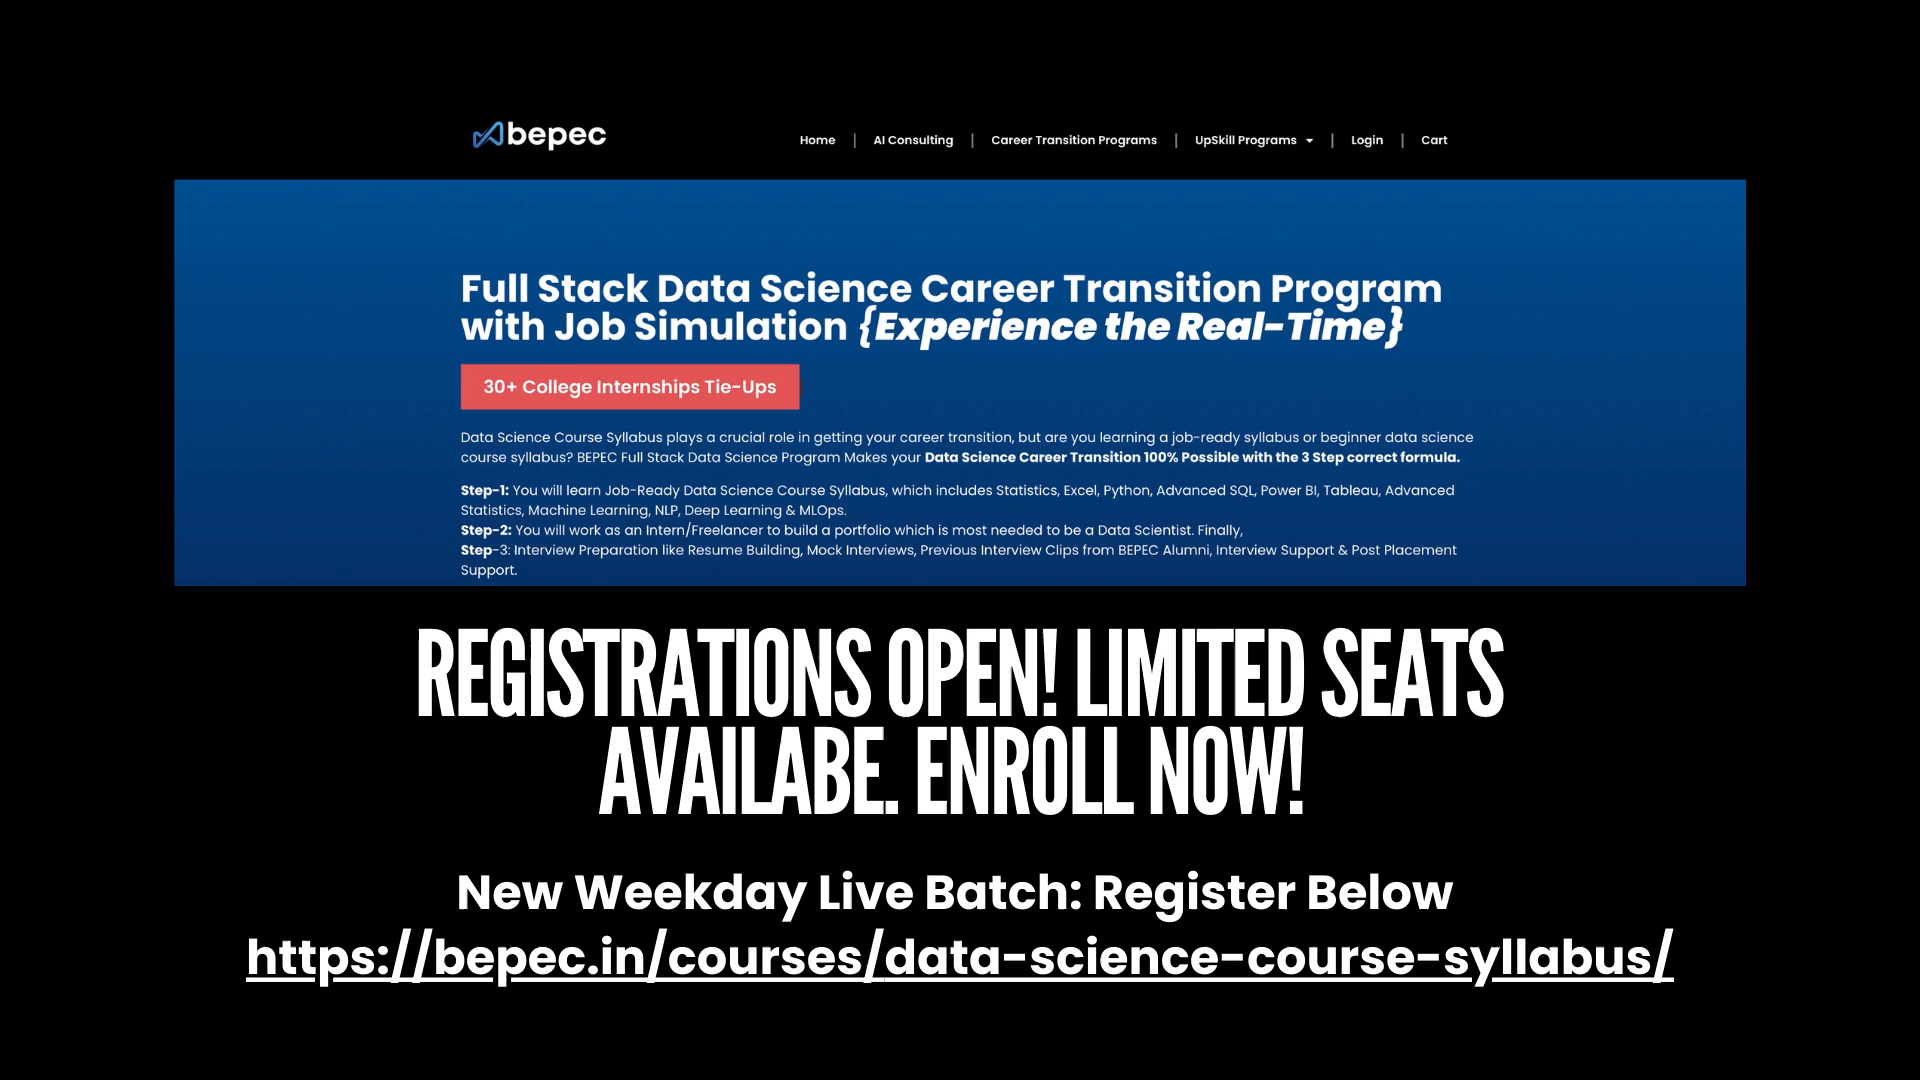 bepec
Home | AI Consulting | Career Transition Programs | UpSkill Programs | Login | Cart
Full Stack Data Science Career Transition Program
with Job Simulation {Experience the Real-Time}
30+ College Internships Tie-Ups
Data Science Course Syllabus plays a crucial role in getting your career transition, but are you learning a job-ready syllabus or beginner data science
course syllabus? BEPEC Full Stack Data Science Program Makes your Data Science Career Transition 100% Possible with the 3 Step correct formula.
Step-1: You will learn Job-Ready Data Science Course Syllabus, which includes Statistics, Excel, Python, Advanced SQL, Power BI, Tableau, Advanced
Statistics, Machine Learning, NLP, Deep Learning & MLOps.
Step-2: You will work as an Intern/Freelancer to build a portfolio which is most needed to be a Data Scientist. Finally,
Step-3: Interview Preparation like Resume Building, Mock Interviews, Previous Interview Clips from BEPEC Alumni, Interview Support & Post Placement
Support.
REGISTRATIONS OPEN! LIMITED SEATS
AVAILABE. ENROLL NOW!
New Weekday Live Batch: Register Below
https://bepec.in/courses/data-science-course-syllabus/